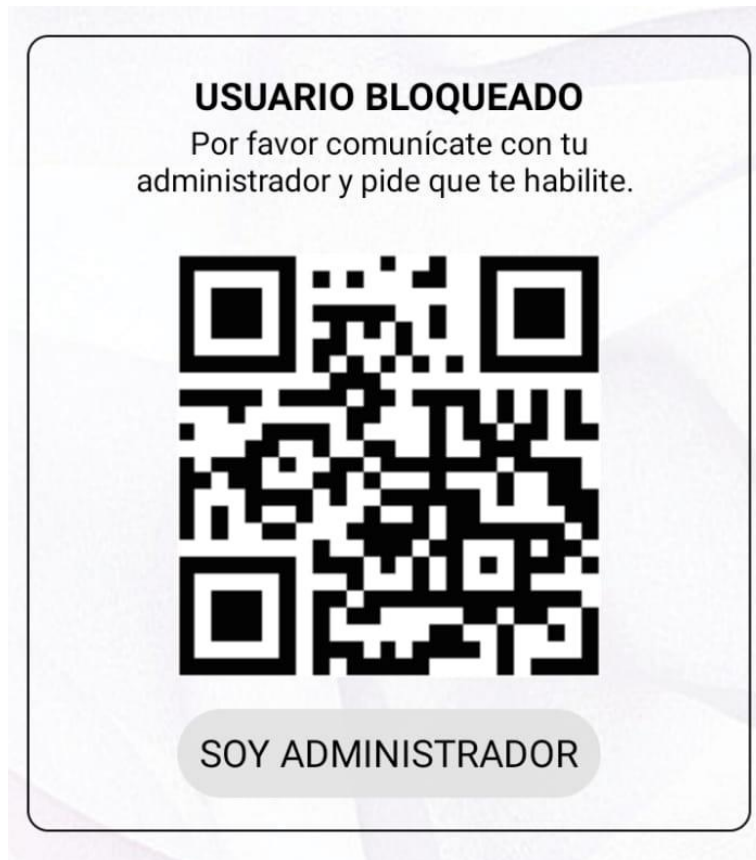 USUARIO BLOQUEADO
Por favor comunícate con tu
administrador y pide que te habilite.
SOY ADMINISTRADOR